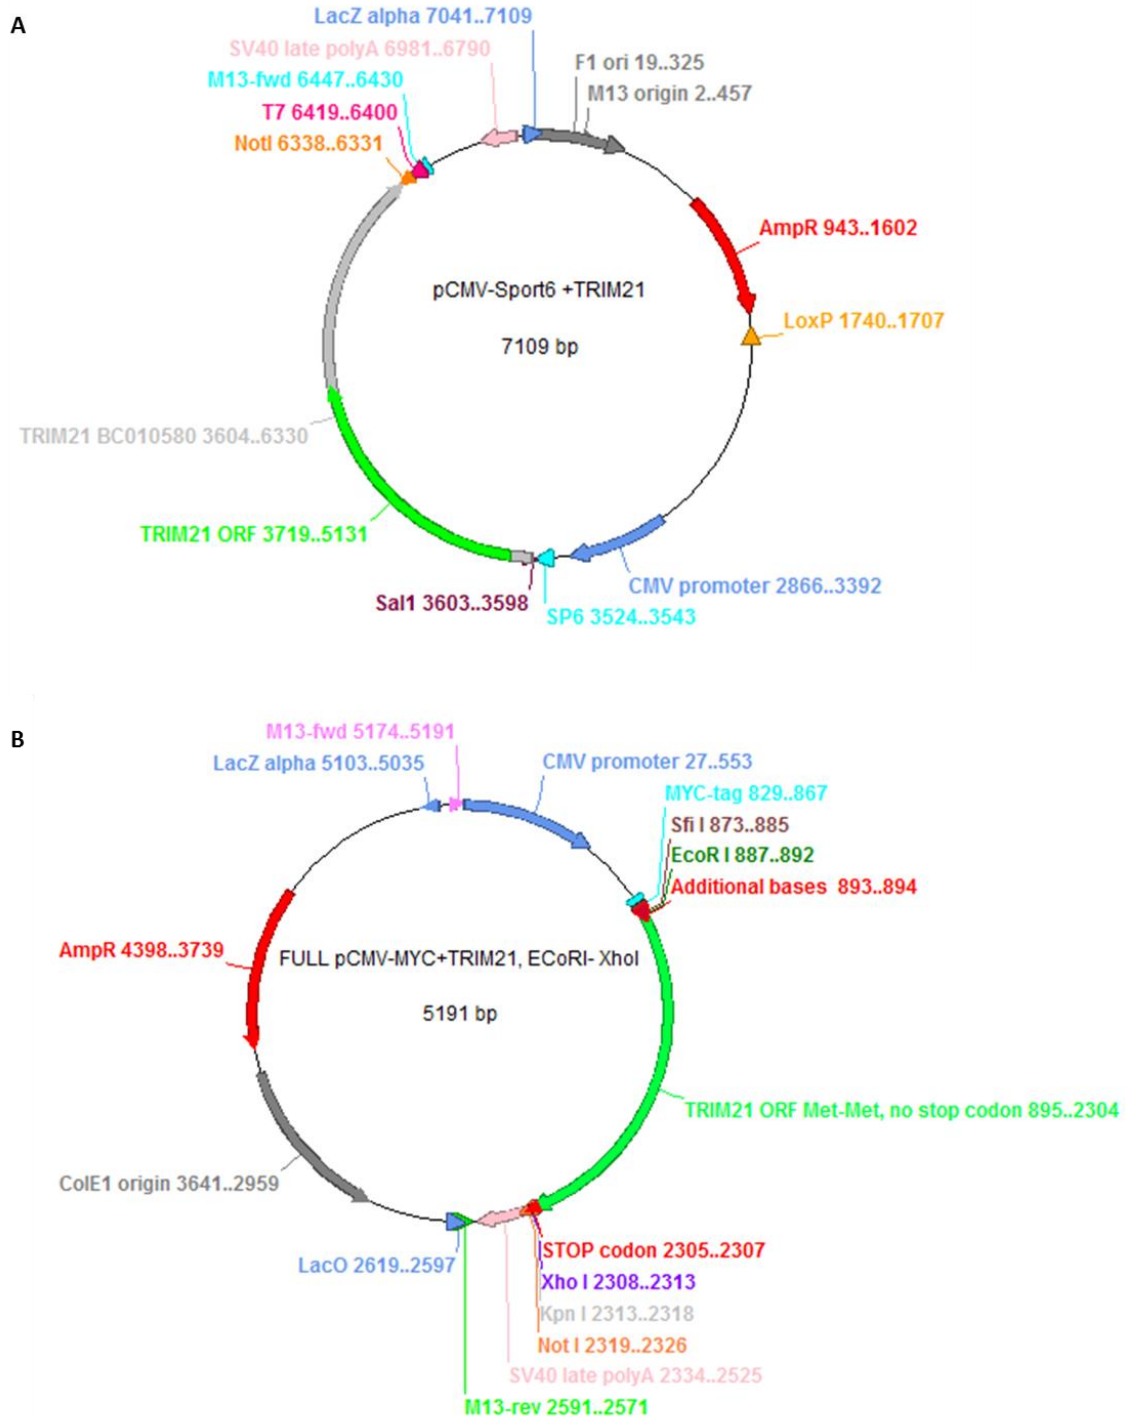 A
LacZ alpha 7041..7109
SV40 late polyA 6981..6790
F1 ori 19..325
M13-fwd 6447..6430
M13 origin 2..457
T7 6419..6400
NotI 6338..6331
AmpR 943..1602
pCMV-Sport6 +TRIM21
LoxP 1740..1707
7109 bp
TRIM21 BC010580 3604..6330
TRIM21 ORF 3719..5131
CMV promoter 2866..3392
Sal1 3603..3598
SP6 3524..3543
B
M13-fwd 5174..5191
LacZ alpha 5103..5035
CMV promoter 27..553
MYC-tag 829..867
Sfi I 873..885
EcoR I 887..892
Additional bases 893..894
AmpR 4398..3739
FULL pCMV-MYC+TRIM21, ECoRI- XhoI
5191 bp
TRIM21 ORF Met-Met, no stop codon 895..2304
ColE1 origin 3641..2959
STOP codon 2305..2307
LacO 2619..2597
Xho I 2308..2313
Kpn I 2313..2318
Not I 2319..2326
SV40 late polyA 2334..2525
M13-rev 2591..2571